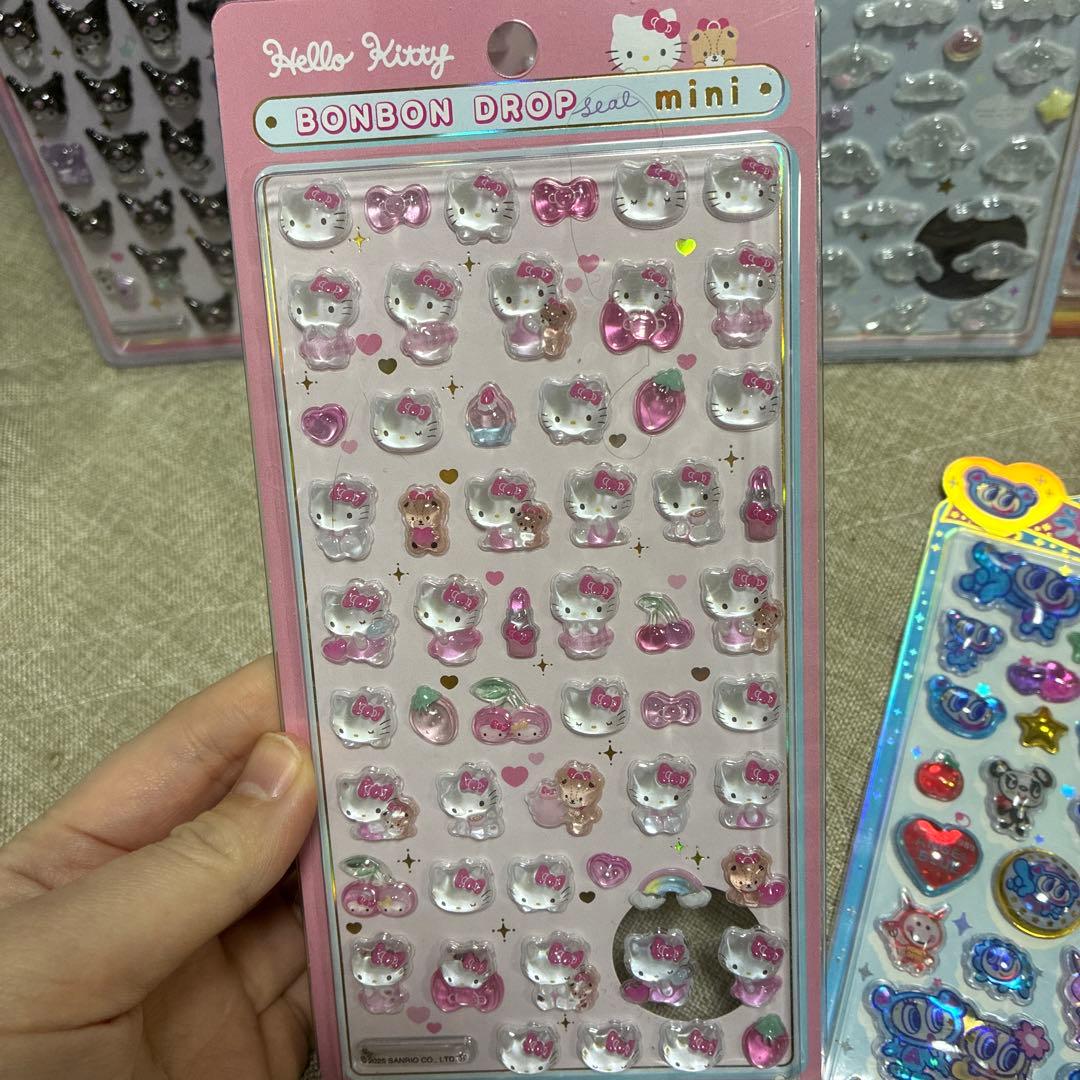 Hello Kitty
BONBON DROP seal mini
© 2025 SANRIO CO., LTD.